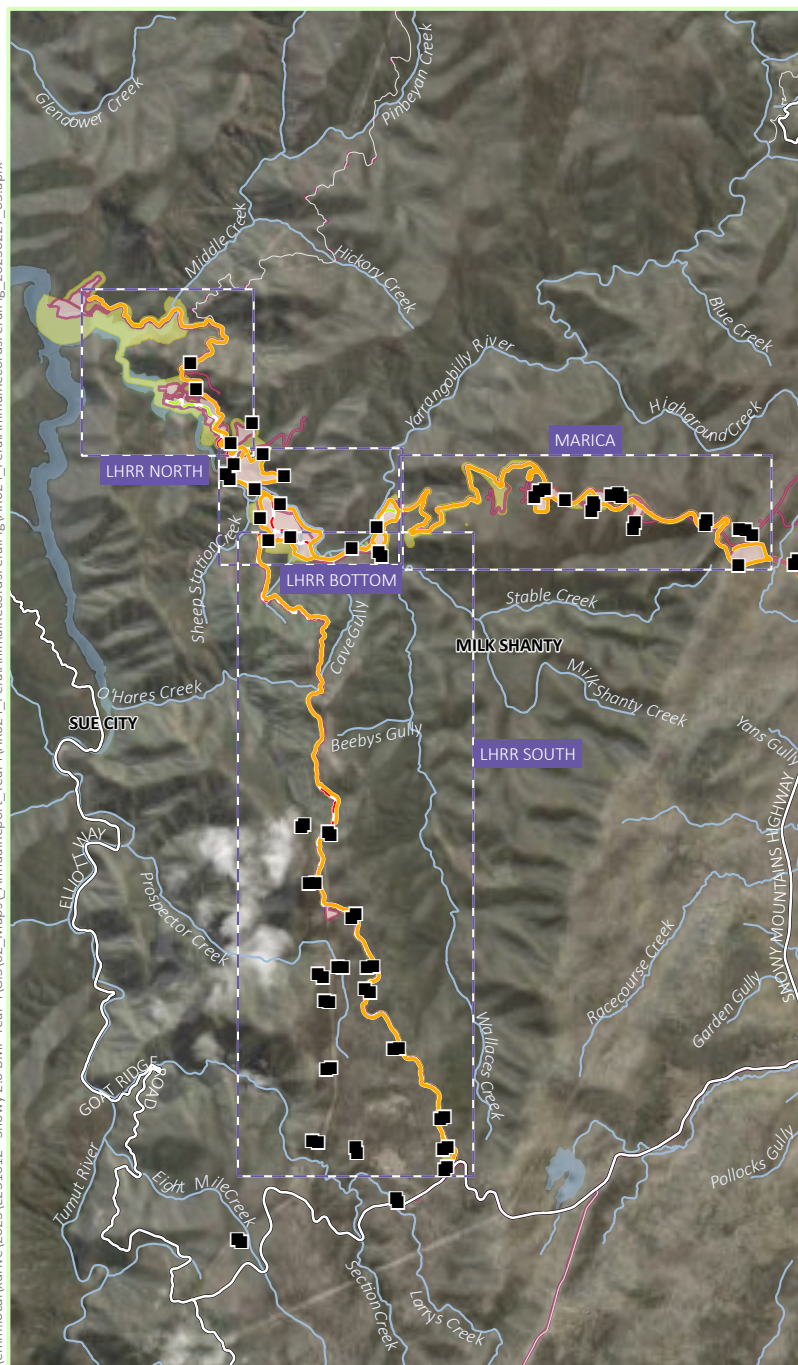 Glendower Creek
Pinbeyan Creek
Middle Creek
Hickory Creek
Blue Creek
Yarrangobilly River
Highground Creek
MARICA
LHRR NORTH
LHRR BOTTOM
Sheep Station Creek
Stable Creek
Cave Gully
MILK SHANTY
O'Hares Creek
Milk Shanty Creek
SUE CITY
Beebys Gully
LHRR SOUTH
Yans Gully
ELLIOTT WAY
SNOWY MOUNTAINS HIGHWAY
Prospector Creek
Racecourse Creek
Garden Gully
Wallaces Creek
GOAT RIDGE
ROAD
Tumut River
Eight Mile Creek
Pollocks Gully
Section Creek
Larrys Creek